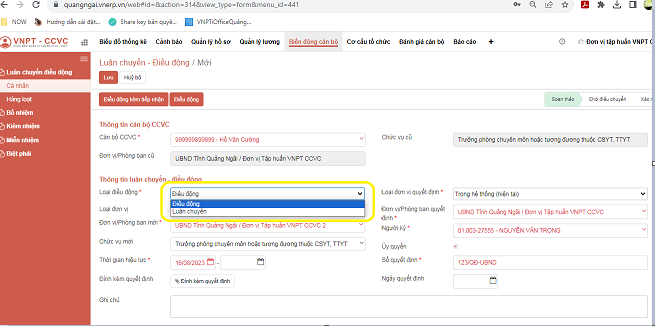 quangngai.vnerp.vn/web#id=&action=314&view_type=form&menu_id=441
NOW
Hướng dẫn cài đặt...
Share key bản quyề...
VNPTiOfficeQuảng...
VNPT - CCVC
Biểu đồ thống kê
Cảnh báo
Quản lý hồ sơ
Quản lý lương
Biến động cán bộ
Cơ cấu tổ chức
Đánh giá cán bộ
Báo cáo
Đơn vị tập huấn VNPT C
Luân chuyển điều động
Cá nhân
Hàng loạt
Bổ nhiệm
Kiêm nhiệm
Miễn nhiệm
Biệt phái
Luân chuyển - Điều động / Mới
Lưu
Huỷ bỏ
Điều động kèm tiếp nhận
Điều động
Soạn thảo
Chờ điều chuyển
Xác n
Thông tin cán bộ CCVC
Cán bộ CCVC *
999999899899 - Hồ Văn Cường
Chức vụ cũ
Trưởng phòng chuyên môn hoặc tương đương thuộc CSYT, TTYT
Đơn vị/Phòng ban cũ
UBND Tỉnh Quảng Ngãi / Đơn vị Tập huấn VNPT CCVC
Thông tin luân chuyển - điều động
Loại điều động *
Điều động
Điều động
Luân chuyển
Loại đơn vị quyết định *
Trong hệ thống (hiện tại)
Loại đơn vị
Đơn vị/Phòng ban quyết định *
UBND Tỉnh Quảng Ngãi / Đơn vị Tập huấn VNPT CCVC
Đơn vị/Phòng ban mới *
UBND Tỉnh Quảng Ngãi / Đơn vị Tập huấn VNPT CCVC 2
Người ký *
01.003-27555 - NGUYỄN VĂN TRỌNG
Chức vụ mới
Trưởng phòng chuyên môn hoặc tương đương thuộc CSYT, TTYT
Ủy quyền
Thời gian hiệu lực *
16/08/2023
-
Số quyết định *
123/QĐ-UBND
Đính kèm quyết định
Đính kèm quyết định
Ngày quyết định
Ghi chú